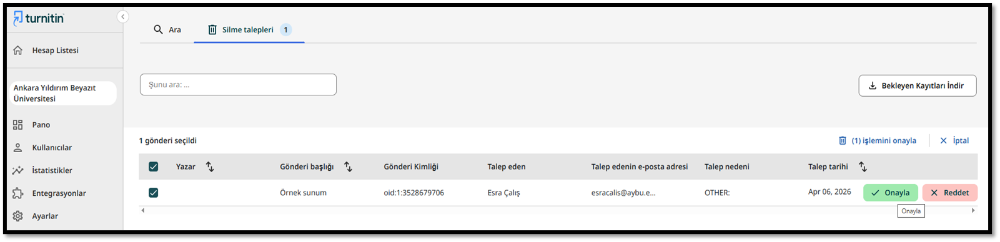 turnitin
Ara
Silme talepleri 1
Hesap Listesi
Şunu ara: ...
Bekleyen Kayıtları İndir
Ankara Yıldırım Beyazıt
Üniversitesi
Pano
Kullanıcılar
İstatistikler
Entegrasyonlar
Ayarlar
1 gönderi seçildi
(1) işlemini onayla
İptal
Yazar Gönderi başlığı Gönderi Kimliği Talep eden Talep edenin e-posta adresi Talep nedeni Talep tarihi
Örnek sunum oid:1:3528679706 Esra Çalış esracalis@aybu.e... OTHER: Apr 06, 2026 Onayla Reddet
Onayla